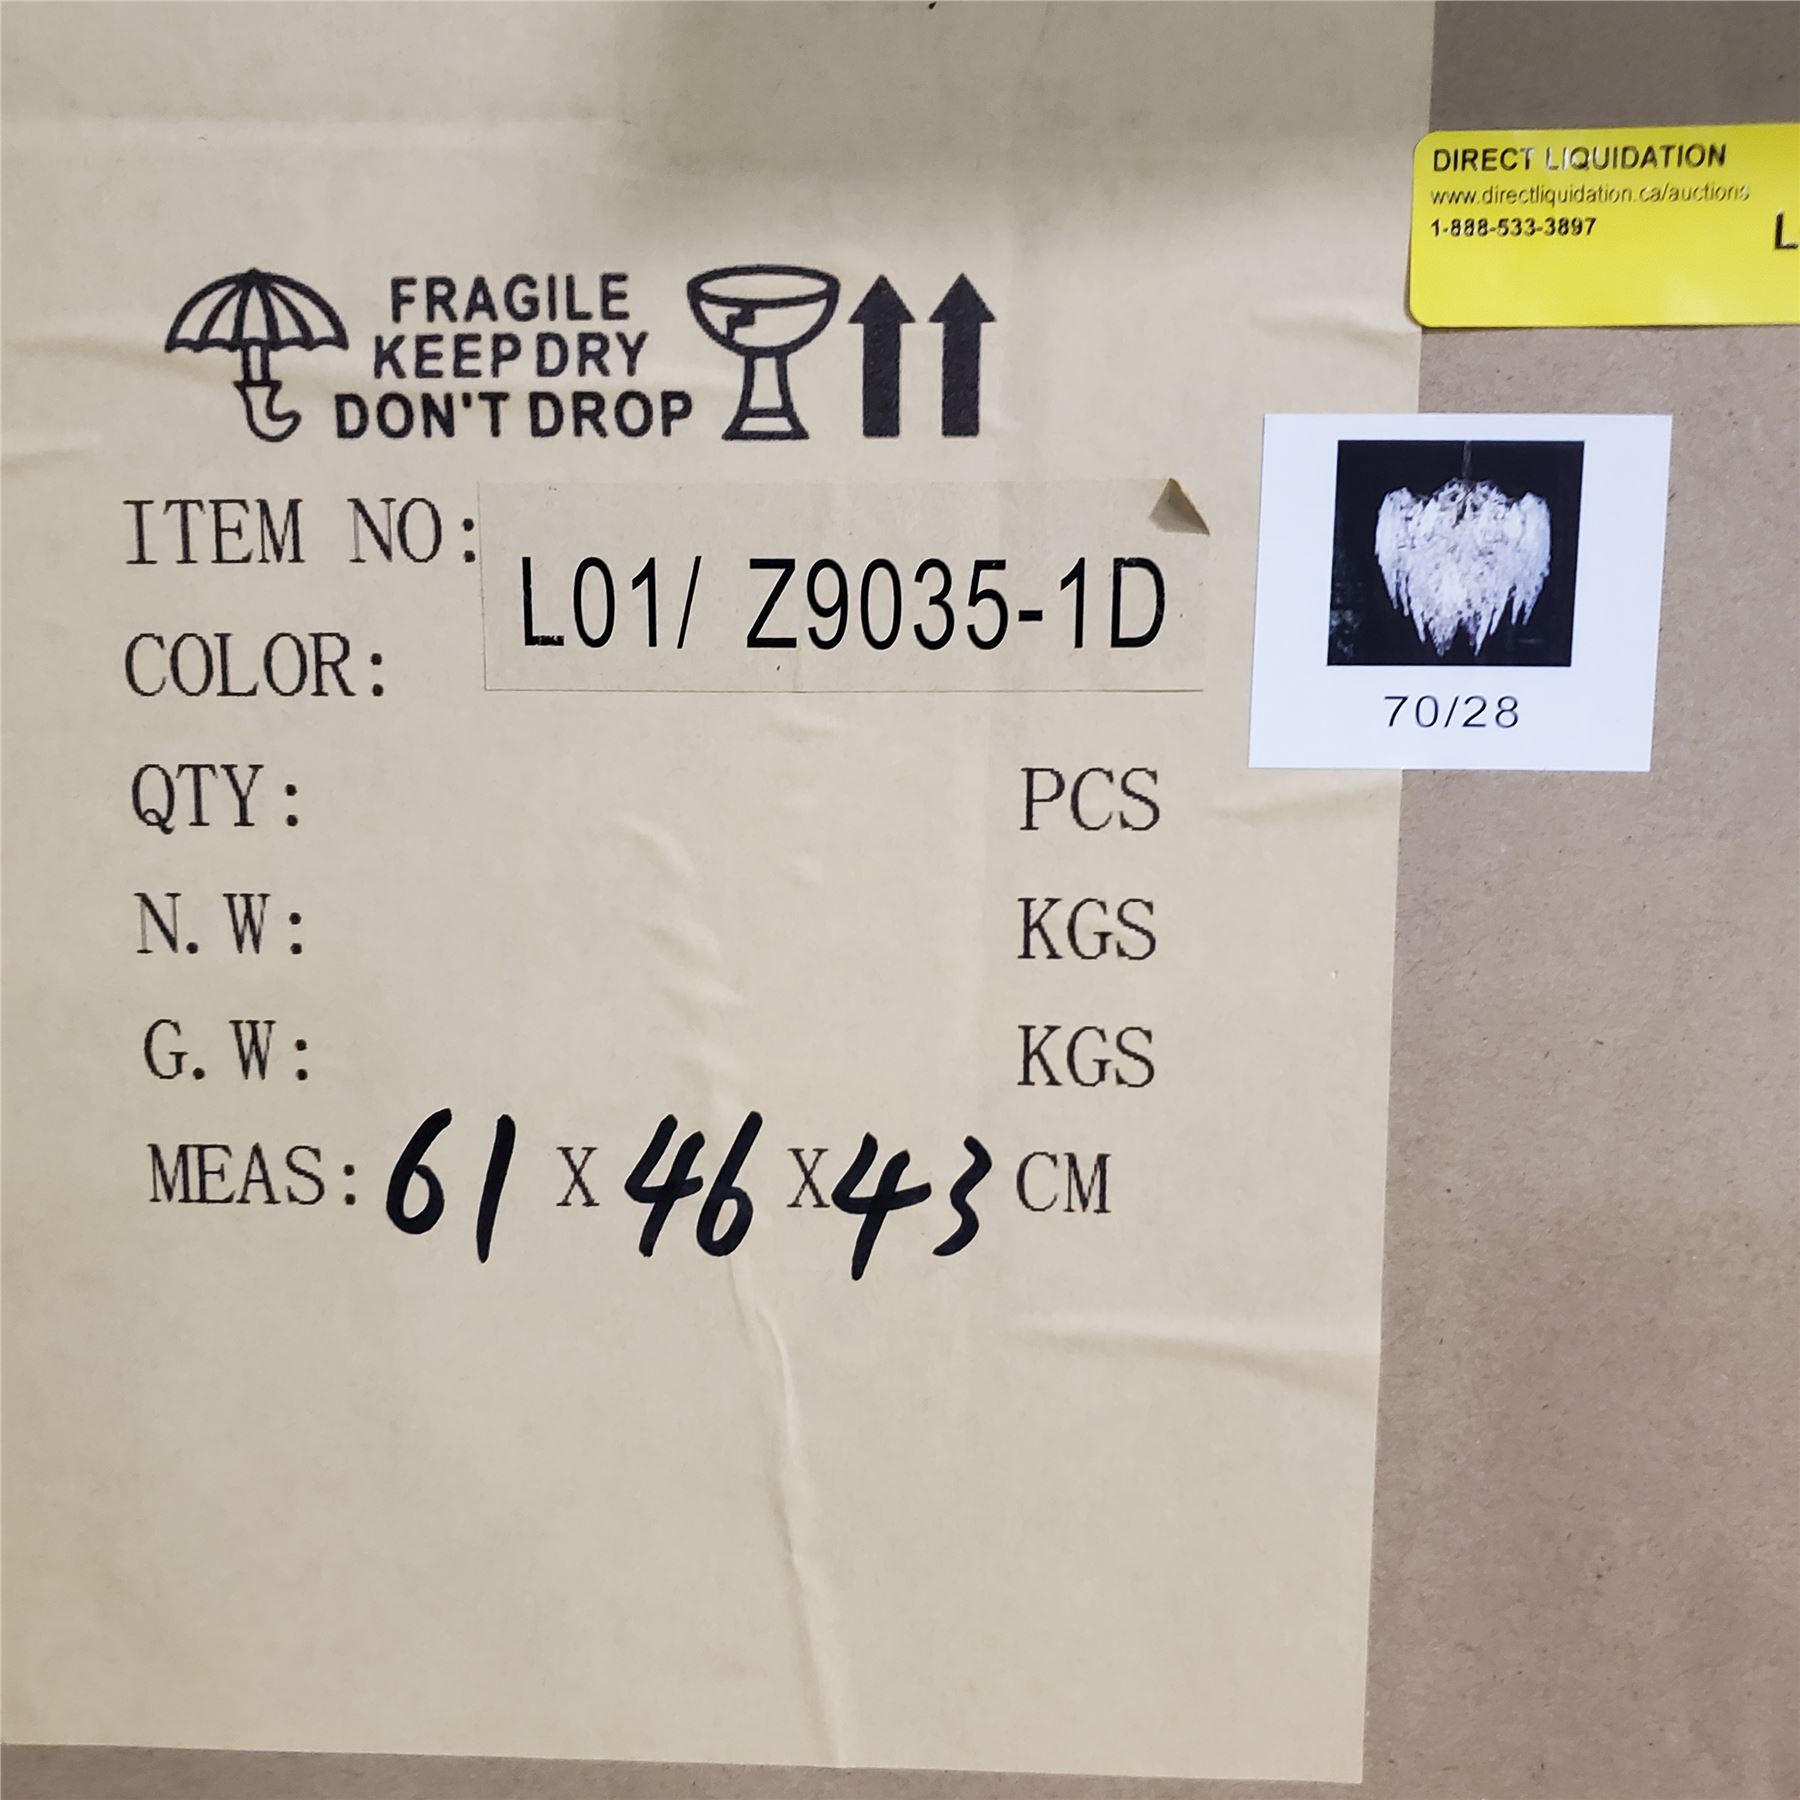 DIRECT LIQUIDATION
www.directliquidation.ca/auctions
1-888-533-3897
L
FRAGILE
KEEP DRY
DON'T DROP
ITEM NO: L01/ Z9035-1D
COLOR:
70/28
QTY: PCS
N.W: KGS
G.W: KGS
MEAS: 61 X 46 X 43 CM